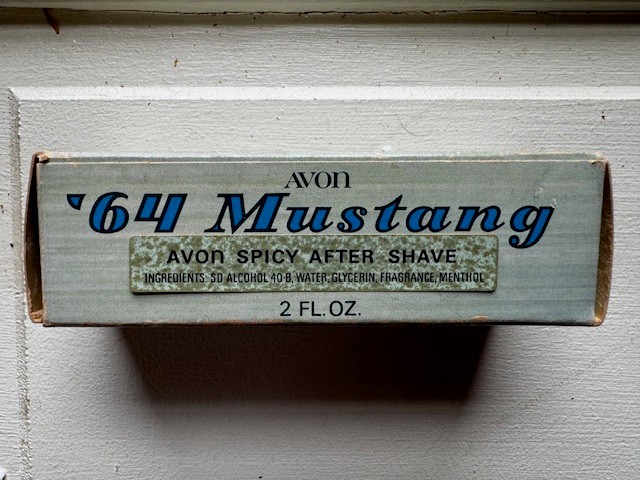 AVON
'64 Mustang
AVON SPICY AFTER SHAVE
INGREDIENTS: SD ALCOHOL 40-B, WATER, GLYCERIN, FRAGRANCE, MENTHOL
2 FL. OZ.